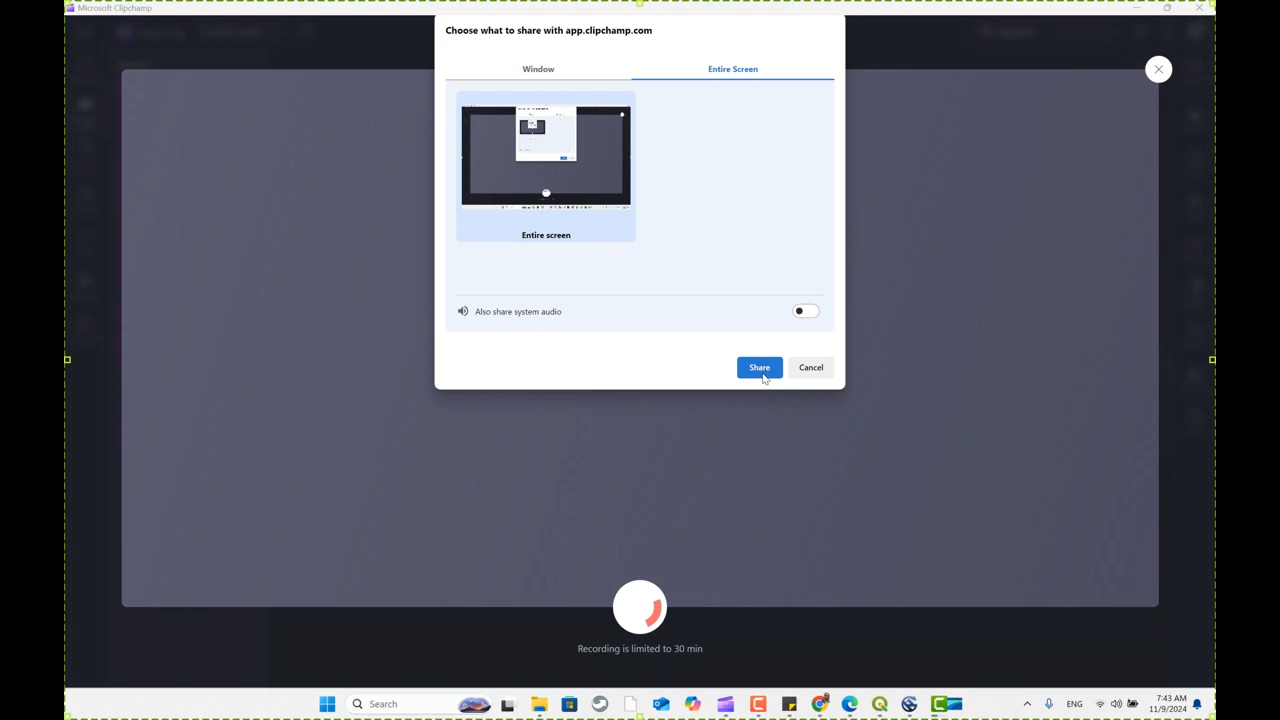 Microsoft Clipchamp
Choose what to share with app.clipchamp.com
Window
Entire Screen
Entire screen
Also share system audio
Share
Cancel
Recording is limited to 30 min
Search
ENG
7:43 AM
11/9/2024